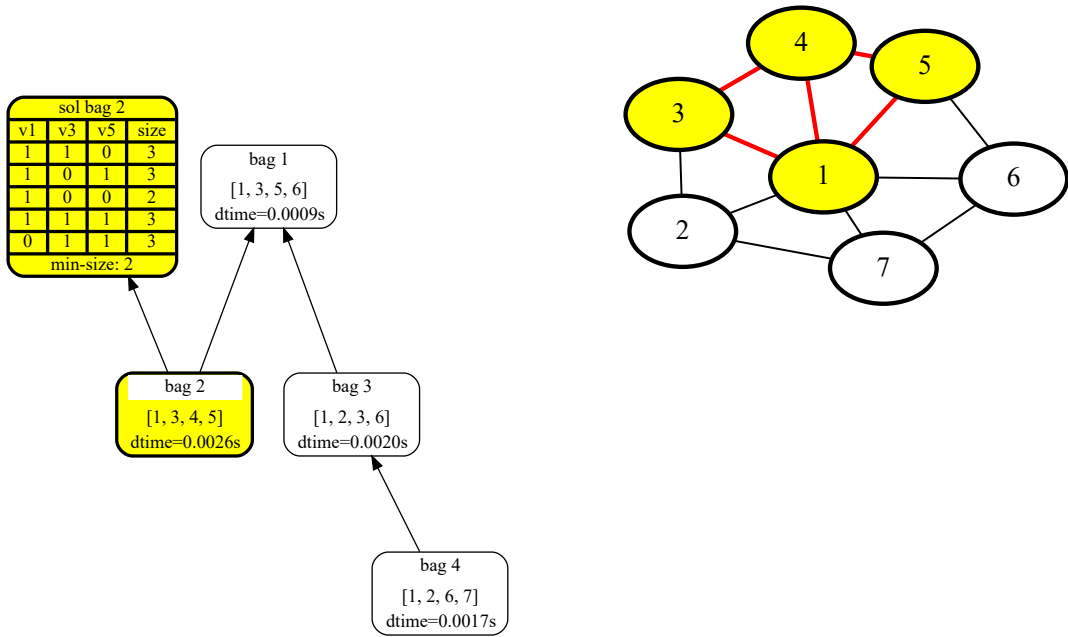 sol bag 2
v1 v3 v5 size
1 1 0 3
1 0 1 3
1 0 0 2
1 1 1 3
0 1 1 3
min-size: 2
bag 1
[1, 3, 5, 6]
dtime=0.0009s
bag 2
[1, 3, 4, 5]
dtime=0.0026s
bag 3
[1, 2, 3, 6]
dtime=0.0020s
bag 4
[1, 2, 6, 7]
dtime=0.0017s
4
5
3
1
6
2
7